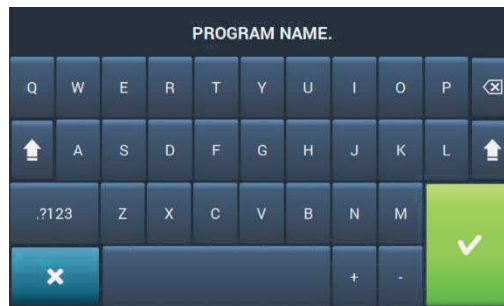 PROGRAM NAME.
Q W E R T Y U I O P
A S D F G H J K L
.?123 Z X C V B N M
+ -